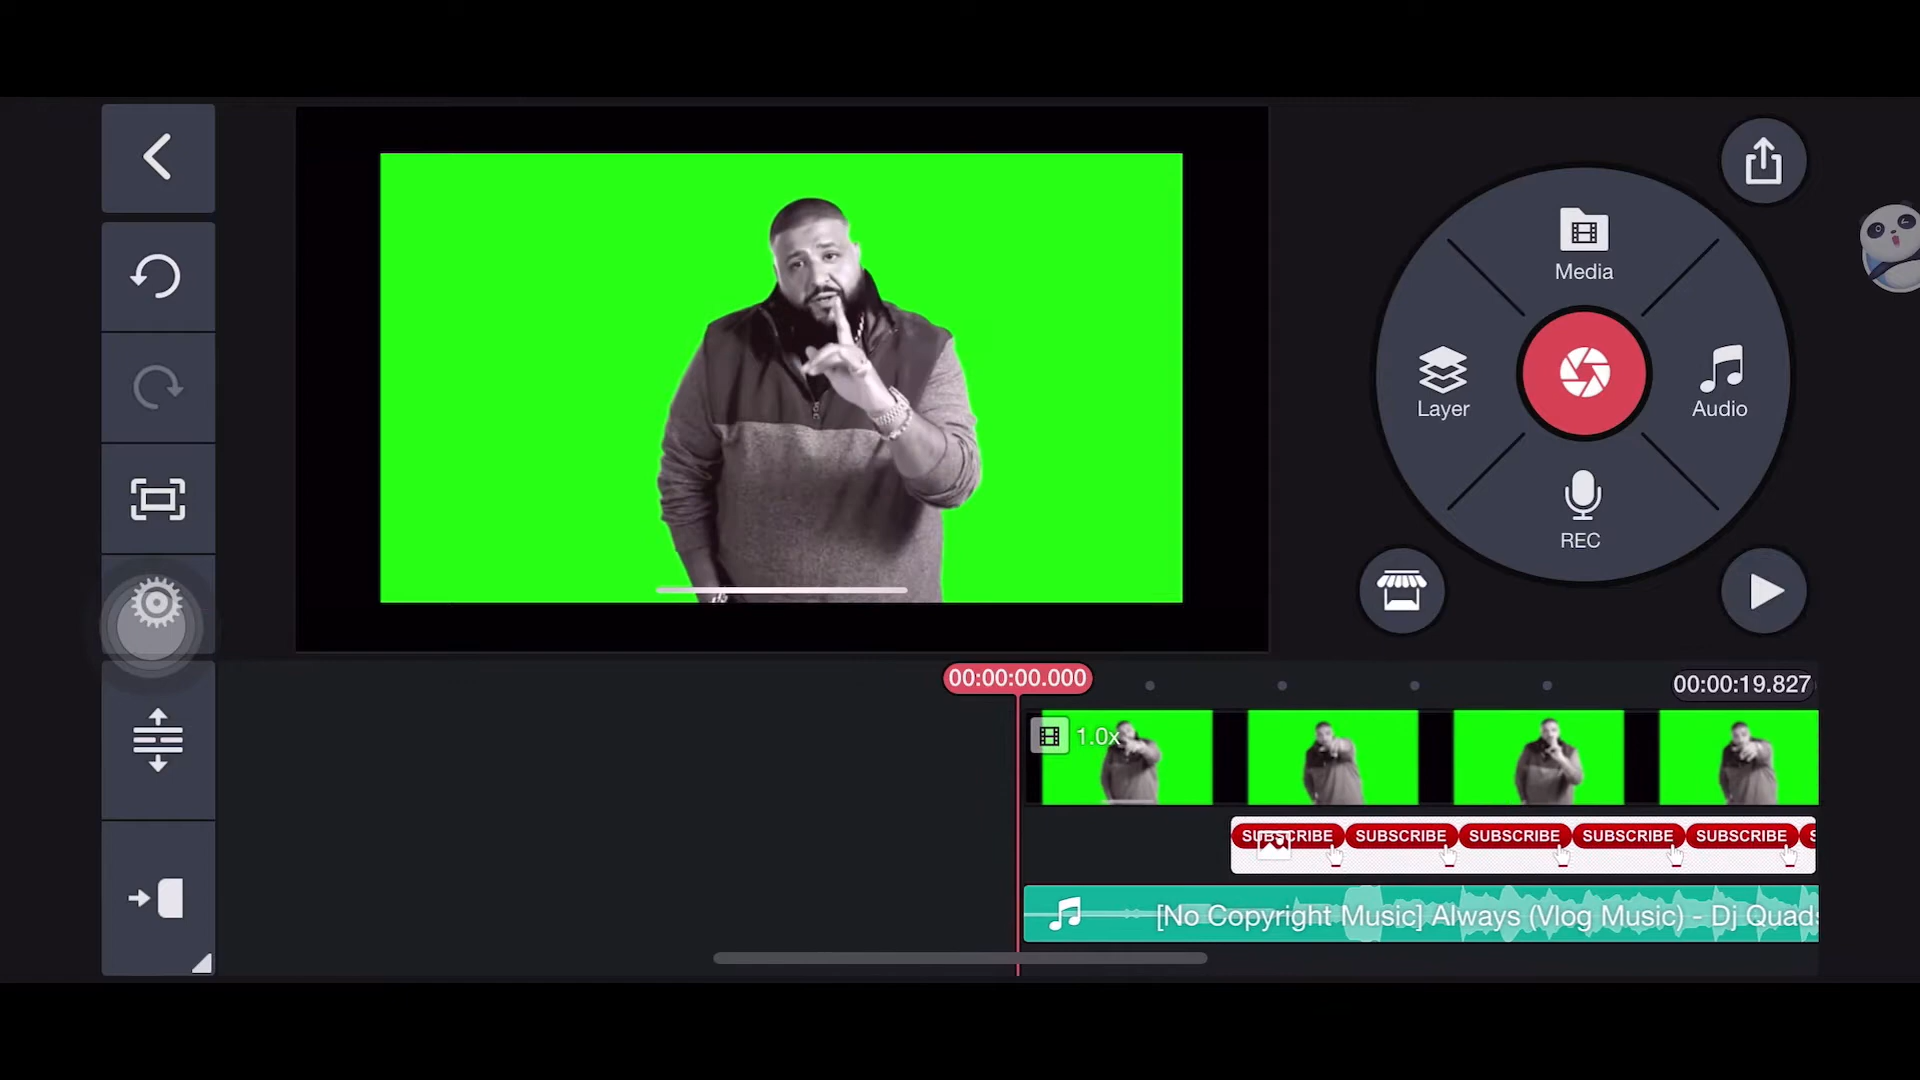 Media
Layer
Audio
REC
00:00:00.000
00:00:19.827
1.0x
SUBSCRIBE SUBSCRIBE SUBSCRIBE SUBSCRIBE SUBSCRIBE S
[No Copyright Music] Always (Vlog Music) - Dj Quads